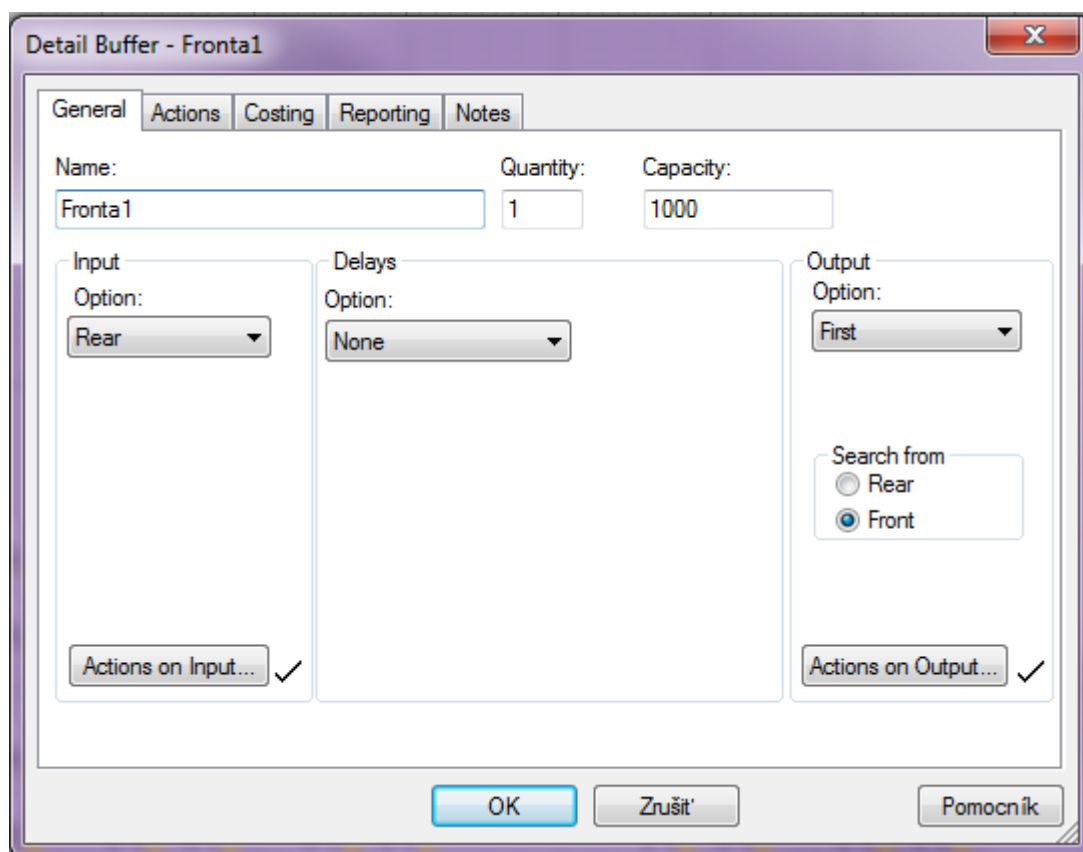 Detail Buffer - Fronta1
General Actions Costing Reporting Notes
Name: Quantity: Capacity:
Fronta1 1 1000
Input Delays Output
Option: Option: Option:
Rear None First
Search from
Rear
Front
Actions on Input... Actions on Output...
OK Zrušiť Pomocník